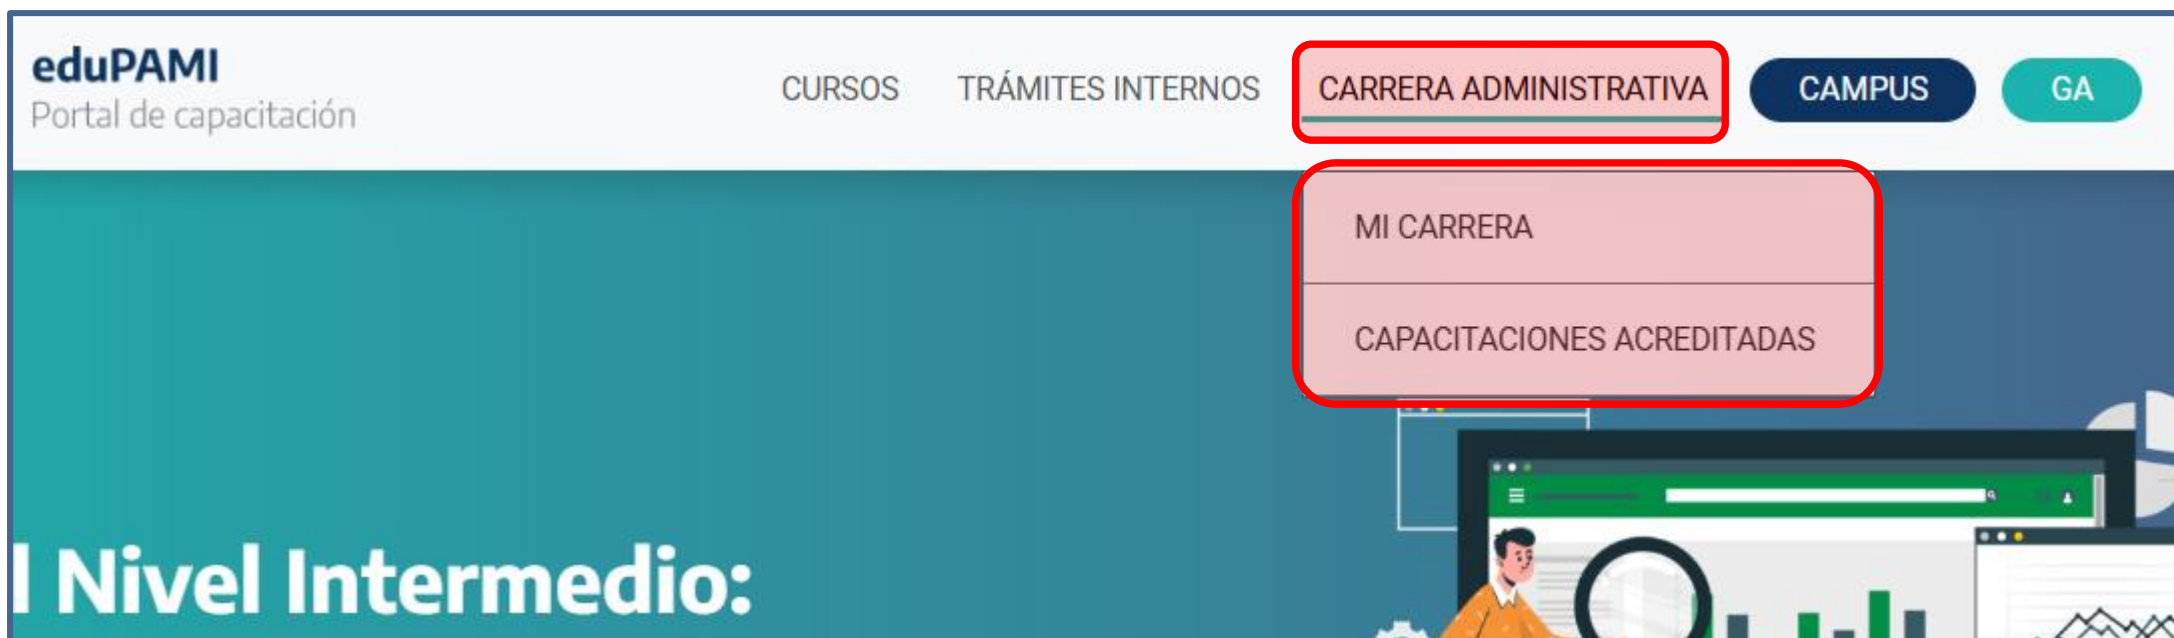 eduPAMI
Portal de capacitación
CURSOS TRÁMITES INTERNOS CARRERA ADMINISTRATIVA CAMPUS GA
MI CARRERA
CAPACITACIONES ACREDITADAS
l Nivel Intermedio: